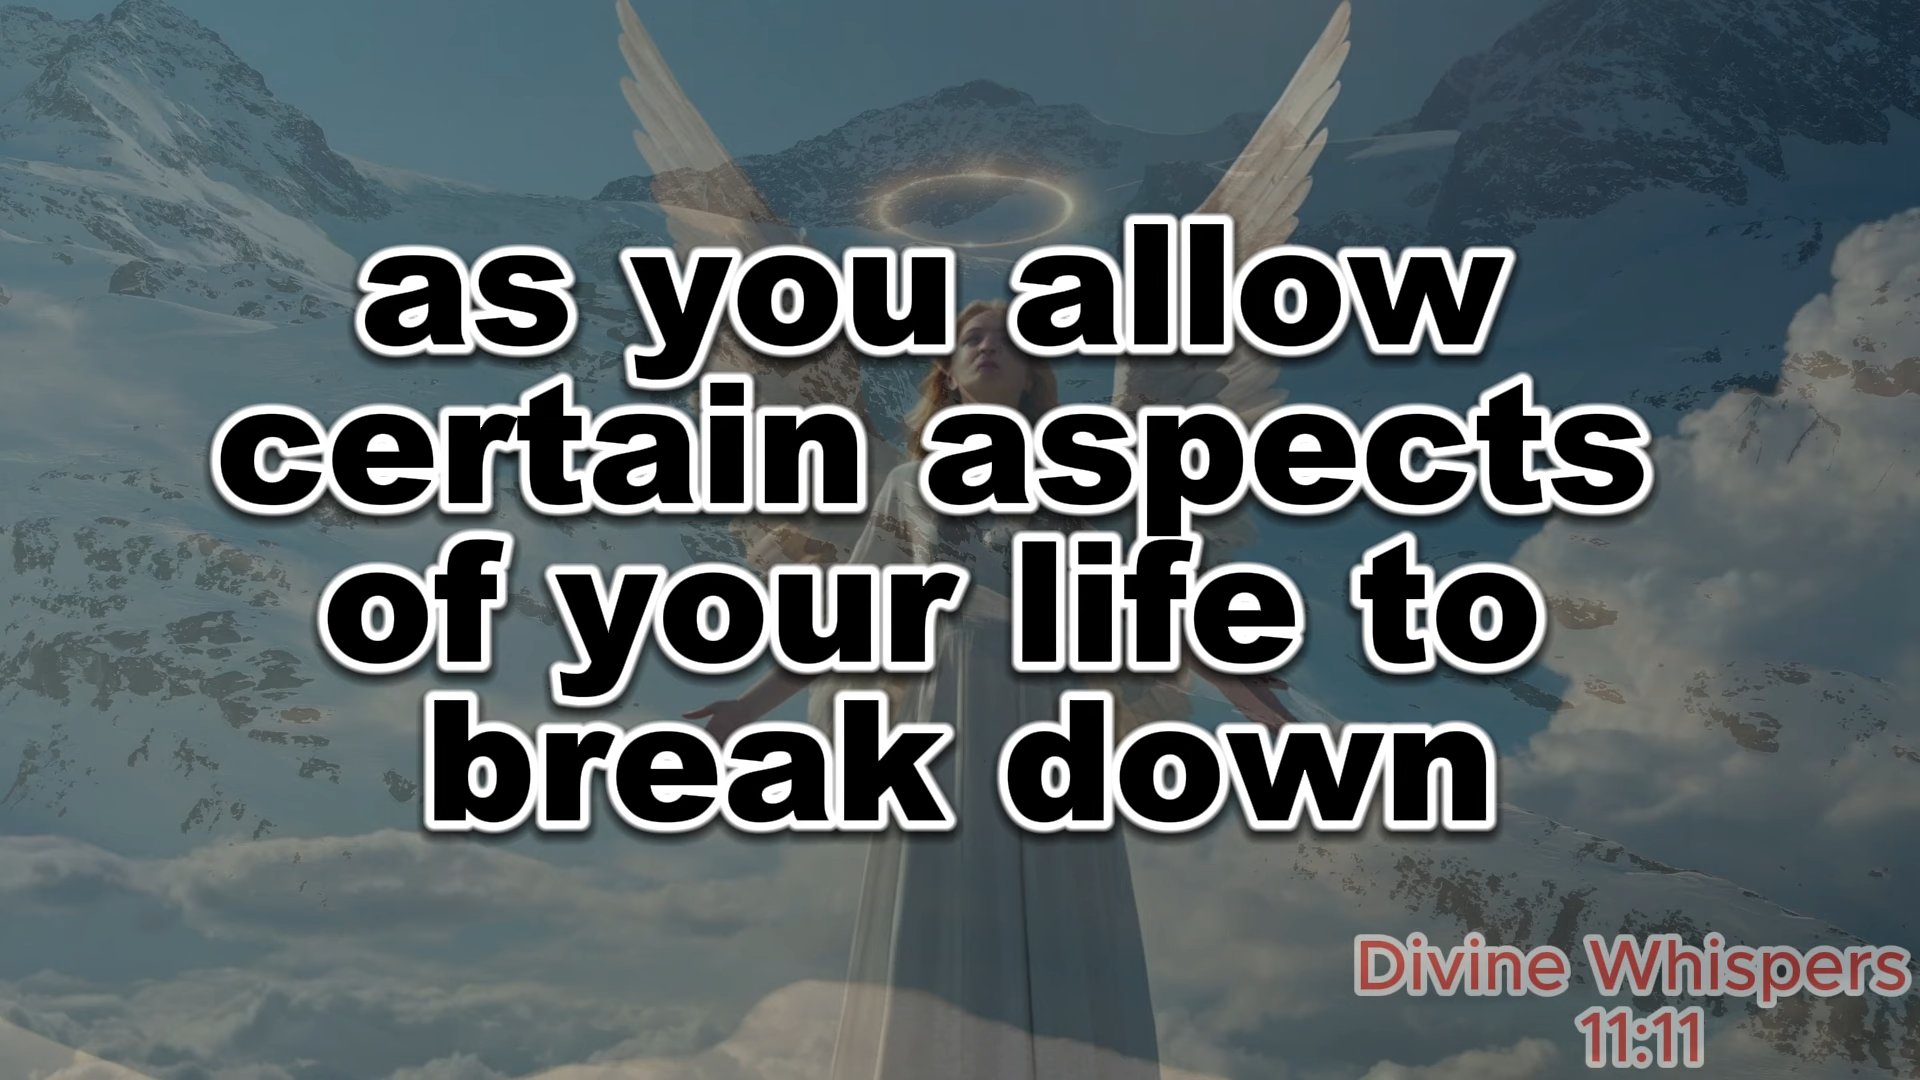 as you allow
certain aspects
of your life to
break down
Divine Whispers
11:11